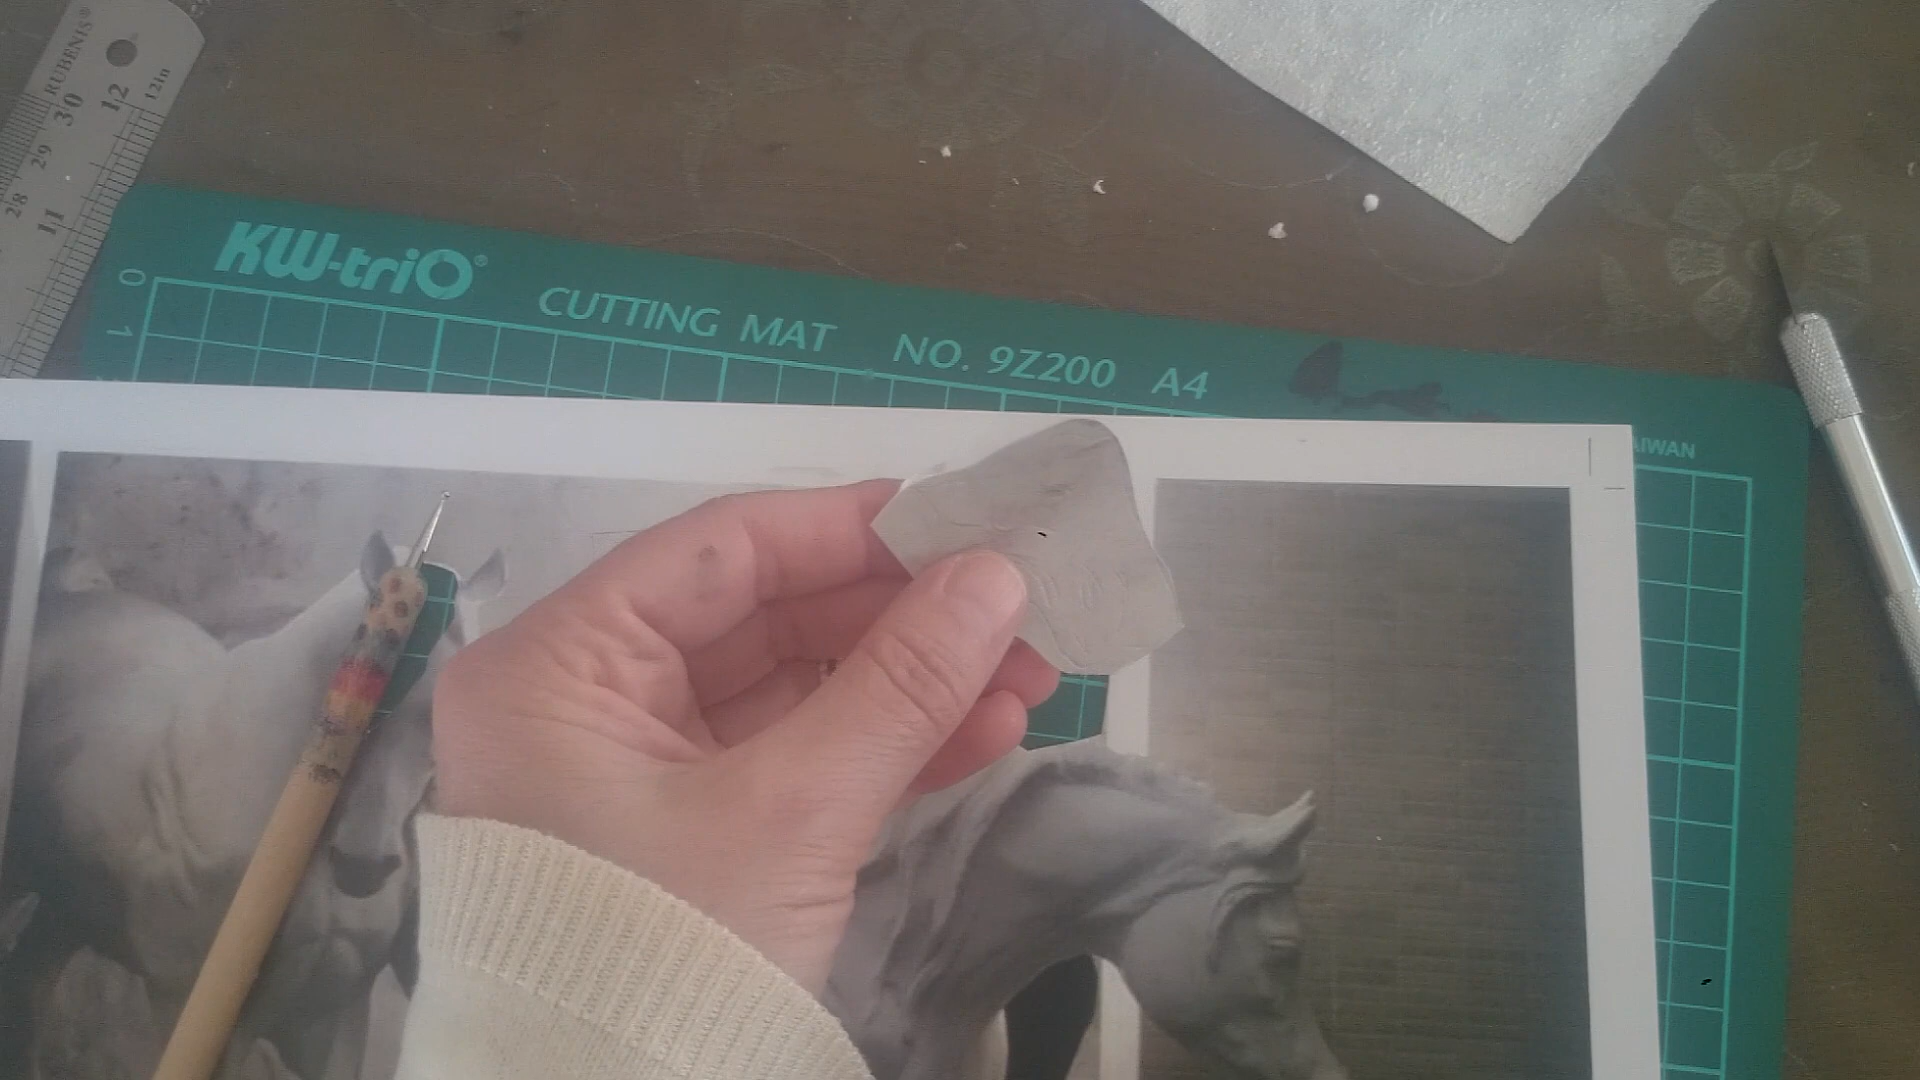 RUBENIS®
30
12
12in
29
28
11
KW-triO®
CUTTING MAT NO. 9Z200 A4
0
1
AIWAN